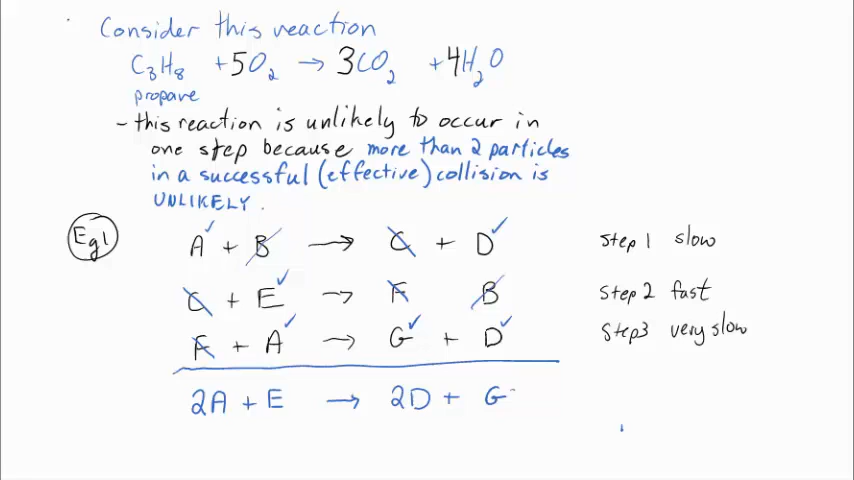 Consider this reaction
C₃H₈ + 5O₂ → 3CO₂ + 4H₂O
propane
- this reaction is unlikely to occur in
one step because more than 2 particles
in a successful (effective) collision is
UNLIKELY.
Eg1
A + B → C + D Step 1 slow
C + E → F B Step 2 fast
F + A → G + D Step3 very slow
2A + E → 2D + G